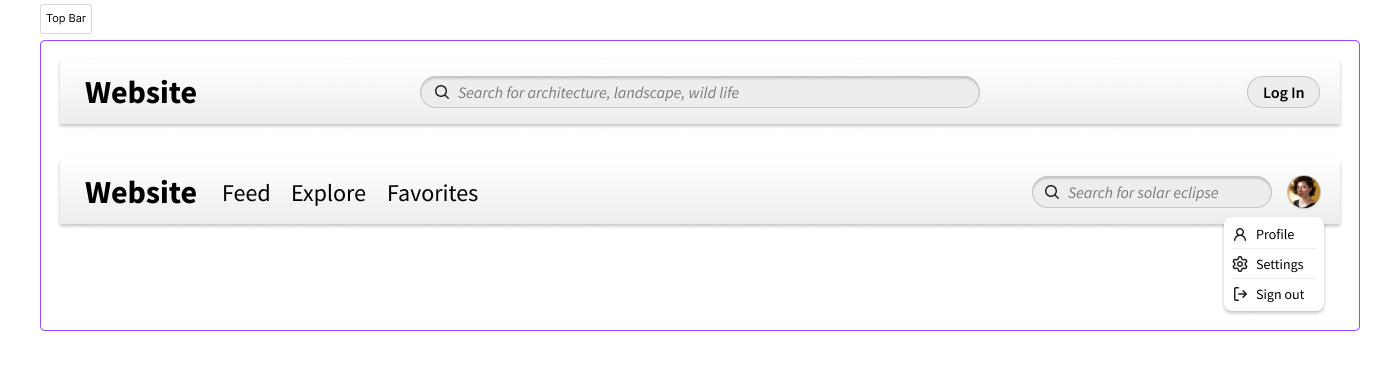 Top Bar
Website
Search for architecture, landscape, wild life
Log In
Website Feed Explore Favorites
Search for solar eclipse
Profile
Settings
Sign out